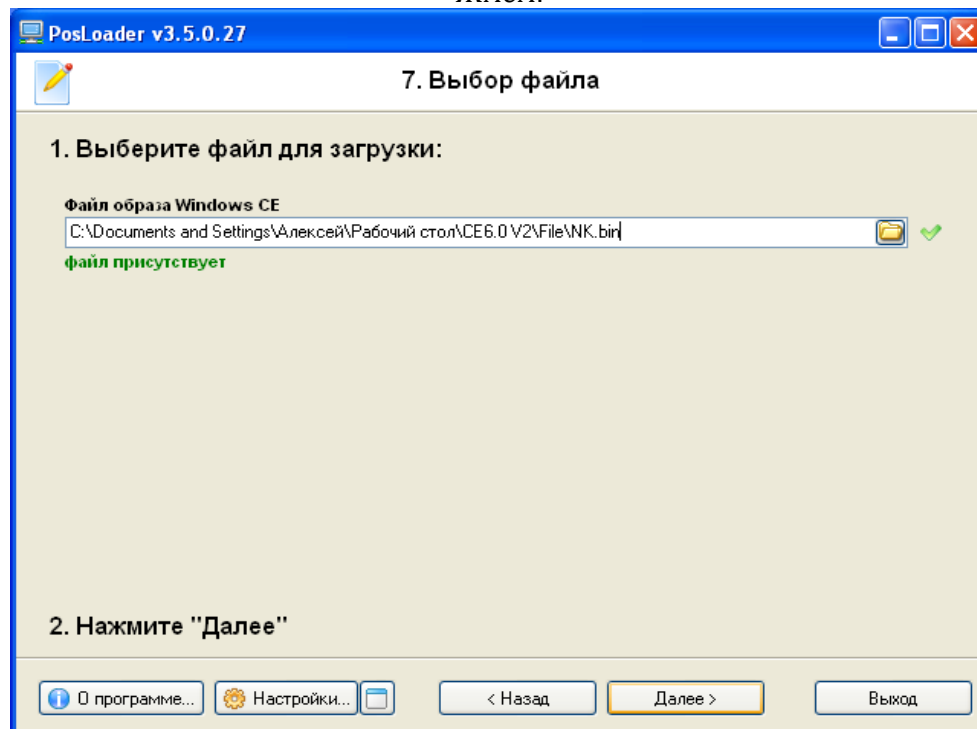 PosLoader v3.5.0.27
7. Выбор файла
1. Выберите файл для загрузки:
Файл образа Windows CE
C:\Documents and Settings\Алексей\Рабочий стол\CE6.0 V2\File\NK.bin
файл присутствует
2. Нажмите "Далее"
О программе...
Настройки...
< Назад
Далее >
Выход